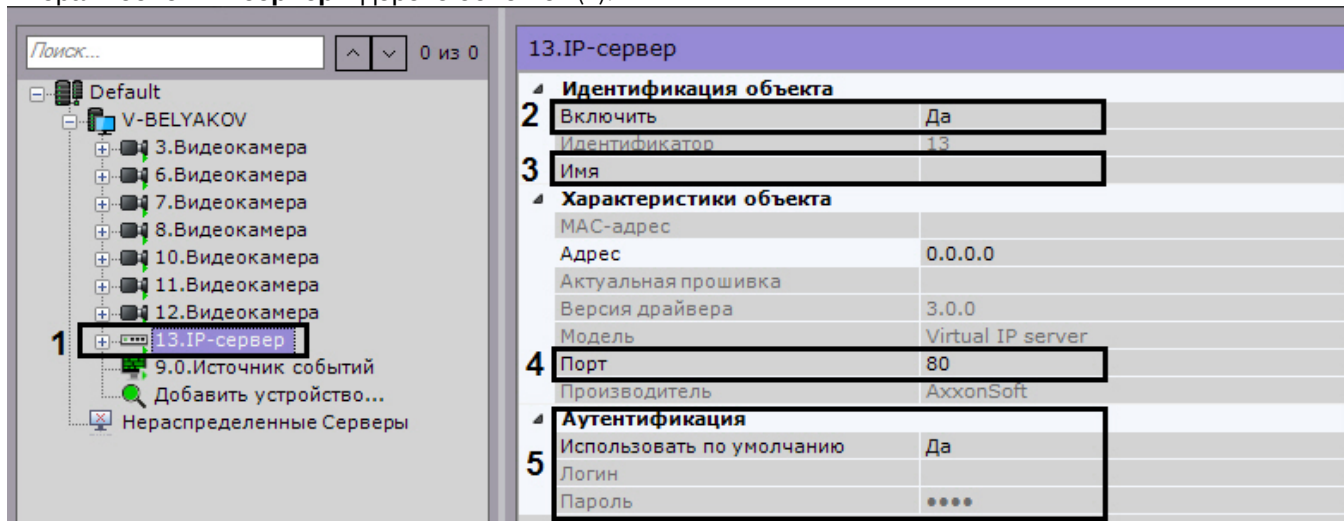 Поиск...
0 из 0
Default
V-BELYAKOV
3.Видеокамера
6.Видеокамера
7.Видеокамера
8.Видеокамера
10.Видеокамера
11.Видеокамера
12.Видеокамера
1 13.IP-сервер
9.0.Источник событий
Добавить устройство...
Нераспределенные Серверы
13.IP-сервер
Идентификация объекта
2 Включить Да
Идентификатор 13
3 Имя
Характеристики объекта
MAC-адрес
Адрес 0.0.0.0
Актуальная прошивка
Версия драйвера 3.0.0
Модель Virtual IP server
4 Порт 80
Производитель AxxonSoft
Аутентификация
Использовать по умолчанию Да
5
Логин
Пароль ••••